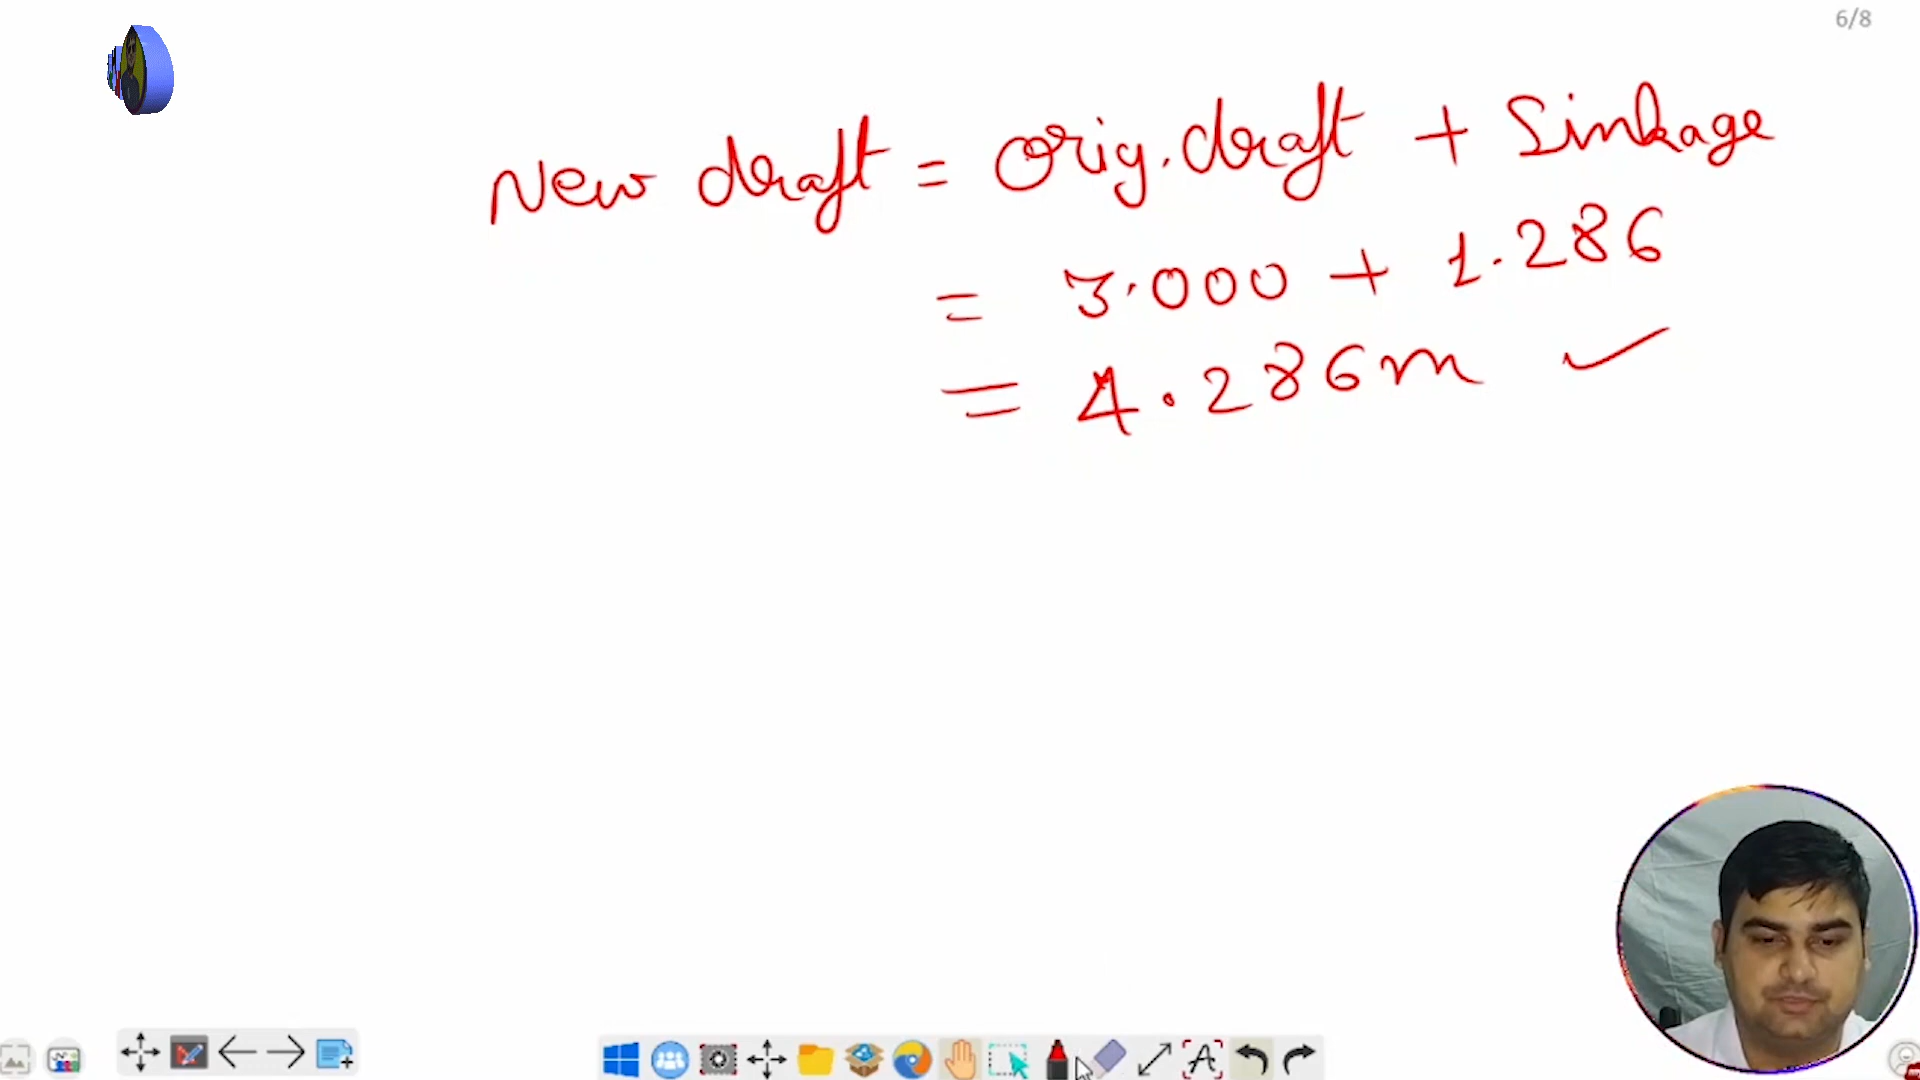 6/8
New draft = Orig. draft + Sinkage
= 3.000 + 1.286
= 4.286m ✓